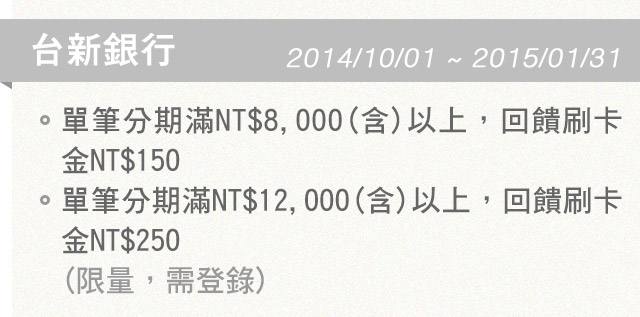 台新銀行
2014/10/01 ~ 2015/01/31
單筆分期滿NT$8,000(含)以上，回饋刷卡
金NT$150
單筆分期滿NT$12,000(含)以上，回饋刷卡
金NT$250
(限量，需登錄)